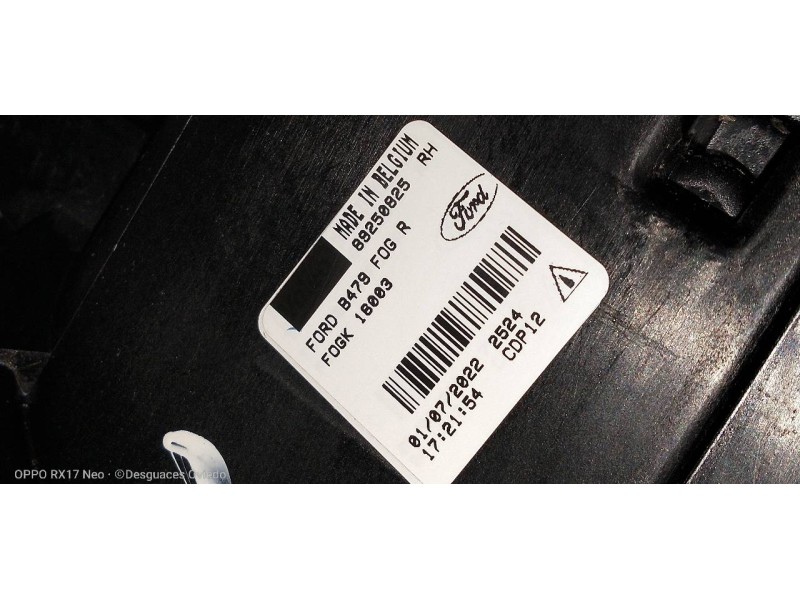 MADE IN BELGIUM
89250825 RH
Ford
FORD B479 FOG R
FOGK 18003
01/07/2022 2524
17:21:54 CDP12
OPPO RX17 Neo · ©Desguaces Oviedo